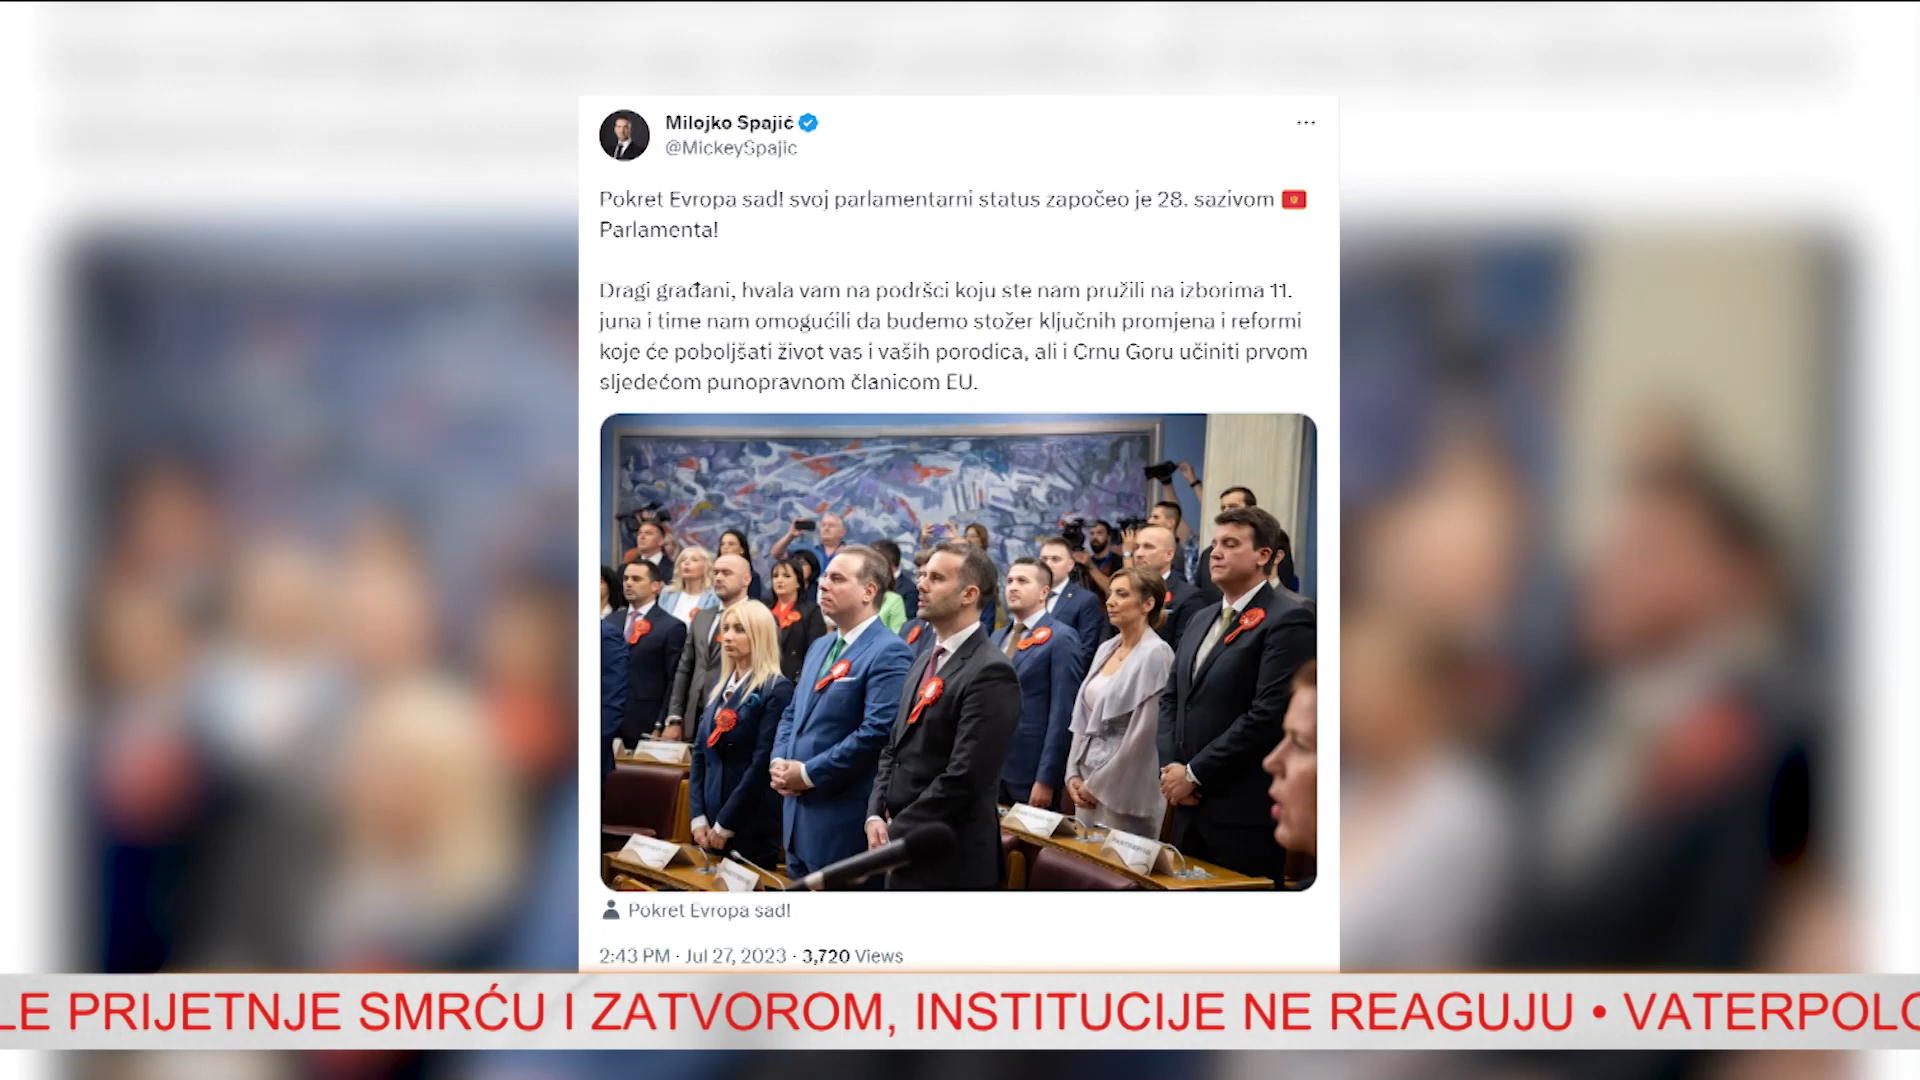 Milojko Spajić
@MickeySpajic
Pokret Evropa sad! svoj parlamentarni status započeo je 28. sazivom 🇲🇪
Parlamenta!
Dragi građani, hvala vam na podršci koju ste nam pružili na izborima 11.
juna i time nam omogućili da budemo stožer ključnih promjena i reformi
koje će poboljšati život vas i vaših porodica, ali i Crnu Goru učiniti prvom
sljedećom punopravnom članicom EU.
Pokret Evropa sad!
2:43 PM · Jul 27, 2023 · 3,720 Views
LE PRIJETNJE SMRĆU I ZATVOROM, INSTITUCIJE NE REAGUJU • VATERPOLO